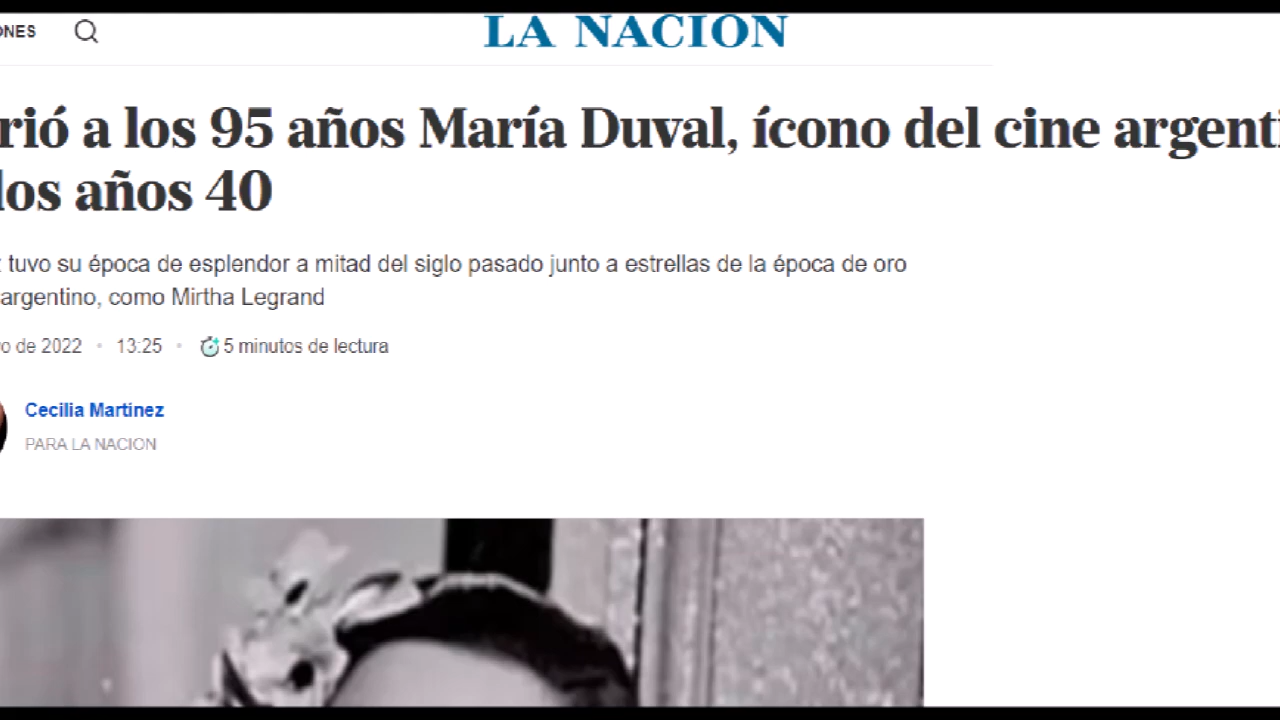 ONES
LA NACION
rió a los 95 años María Duval, ícono del cine argenti
los años 40
tuvo su época de esplendor a mitad del siglo pasado junto a estrellas de la época de oro
argentino, como Mirtha Legrand
o de 2022 • 13:25 • 5 minutos de lectura
Cecilia Martinez
PARA LA NACION